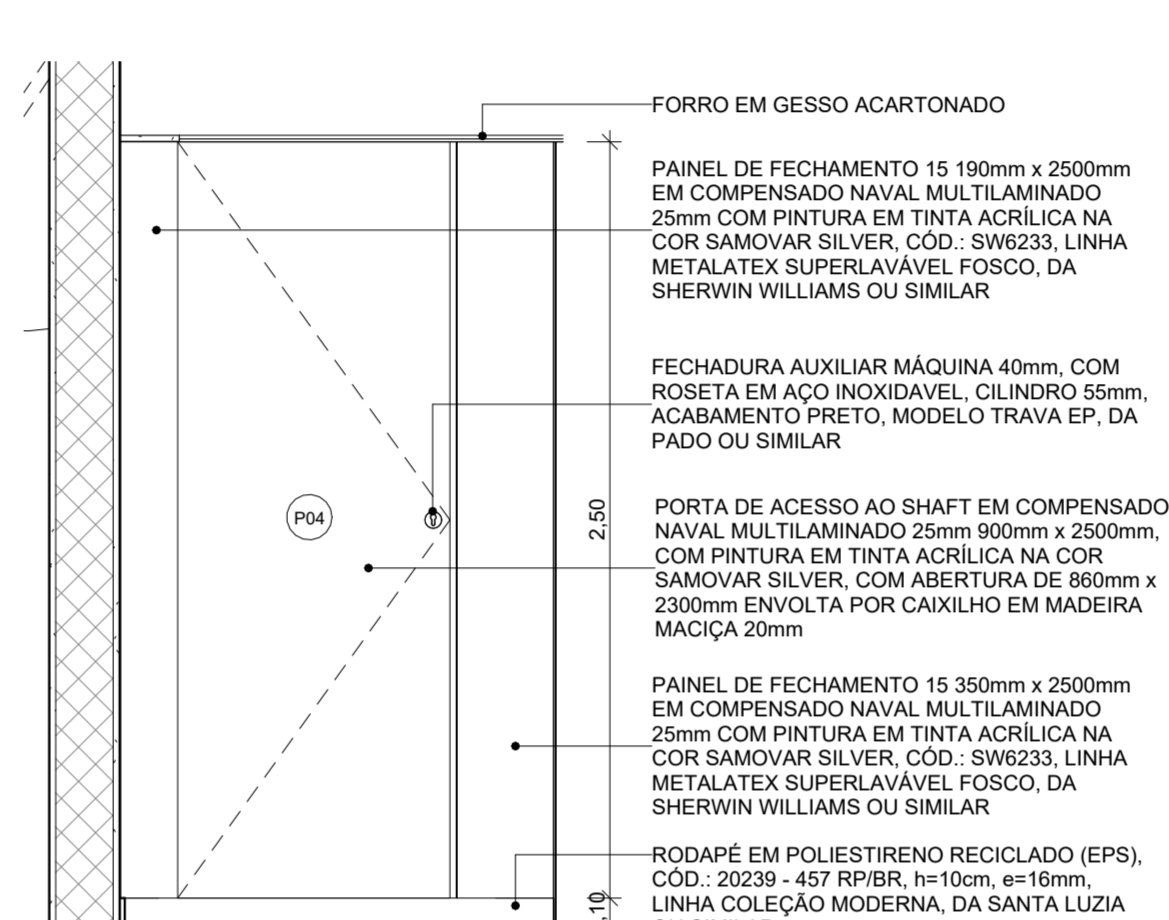 FORRO EM GESSO ACARTONADO
PAINEL DE FECHAMENTO 15 190mm x 2500mm
EM COMPENSADO NAVAL MULTILAMINADO
25mm COM PINTURA EM TINTA ACRÍLICA NA
COR SAMOVAR SILVER, CÓD.: SW6233, LINHA
METALATEX SUPERLAVÁVEL FOSCO, DA
SHERWIN WILLIAMS OU SIMILAR
FECHADURA AUXILIAR MÁQUINA 40mm, COM
ROSETA EM AÇO INOXIDAVEL, CILINDRO 55mm,
ACABAMENTO PRETO, MODELO TRAVA EP, DA
PADO OU SIMILAR
P04
2,50
PORTA DE ACESSO AO SHAFT EM COMPENSADO
NAVAL MULTILAMINADO 25mm 900mm x 2500mm,
COM PINTURA EM TINTA ACRÍLICA NA COR
SAMOVAR SILVER, COM ABERTURA DE 860mm x
2300mm ENVOLTA POR CAIXILHO EM MADEIRA
MACIÇA 20mm
PAINEL DE FECHAMENTO 15 350mm x 2500mm
EM COMPENSADO NAVAL MULTILAMINADO
25mm COM PINTURA EM TINTA ACRÍLICA NA
COR SAMOVAR SILVER, CÓD.: SW6233, LINHA
METALATEX SUPERLAVÁVEL FOSCO, DA
SHERWIN WILLIAMS OU SIMILAR
,10
RODAPÉ EM POLIESTIRENO RECICLADO (EPS),
CÓD.: 20239 - 457 RP/BR, h=10cm, e=16mm,
LINHA COLEÇÃO MODERNA, DA SANTA LUZIA